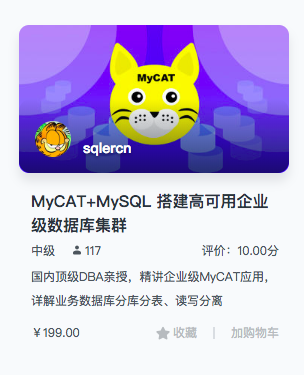 MyCAT
sqlercn
MyCAT+MySQL 搭建高可用企业
级数据库集群
中级 117 评价：10.00分
国内顶级DBA亲授，精讲企业级MyCAT应用，
详解业务数据库分库分表、读写分离
￥199.00 收藏 | 加购物车